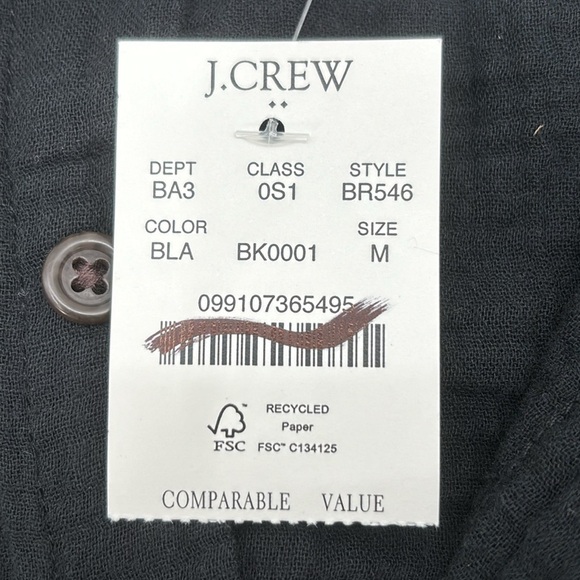 J.CREW
DEPT CLASS STYLE
BA3 0S1 BR546
COLOR SIZE
BLA BK0001 M
099107365495
RECYCLED
Paper
FSC FSC™ C134125
COMPARABLE VALUE